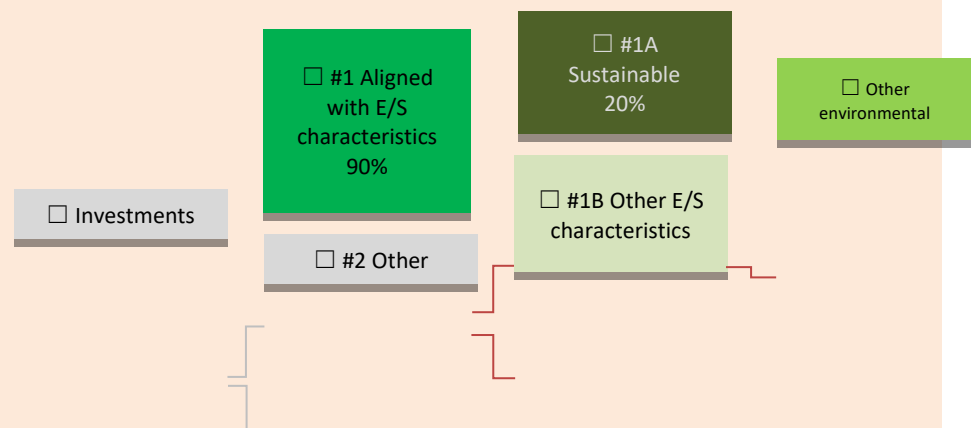 ☐ Investments
☐ #1 Aligned
with E/S
characteristics
90%
☐ #2 Other
☐ #1A
Sustainable
20%
☐ #1B Other E/S
characteristics
☐ Other
environmental